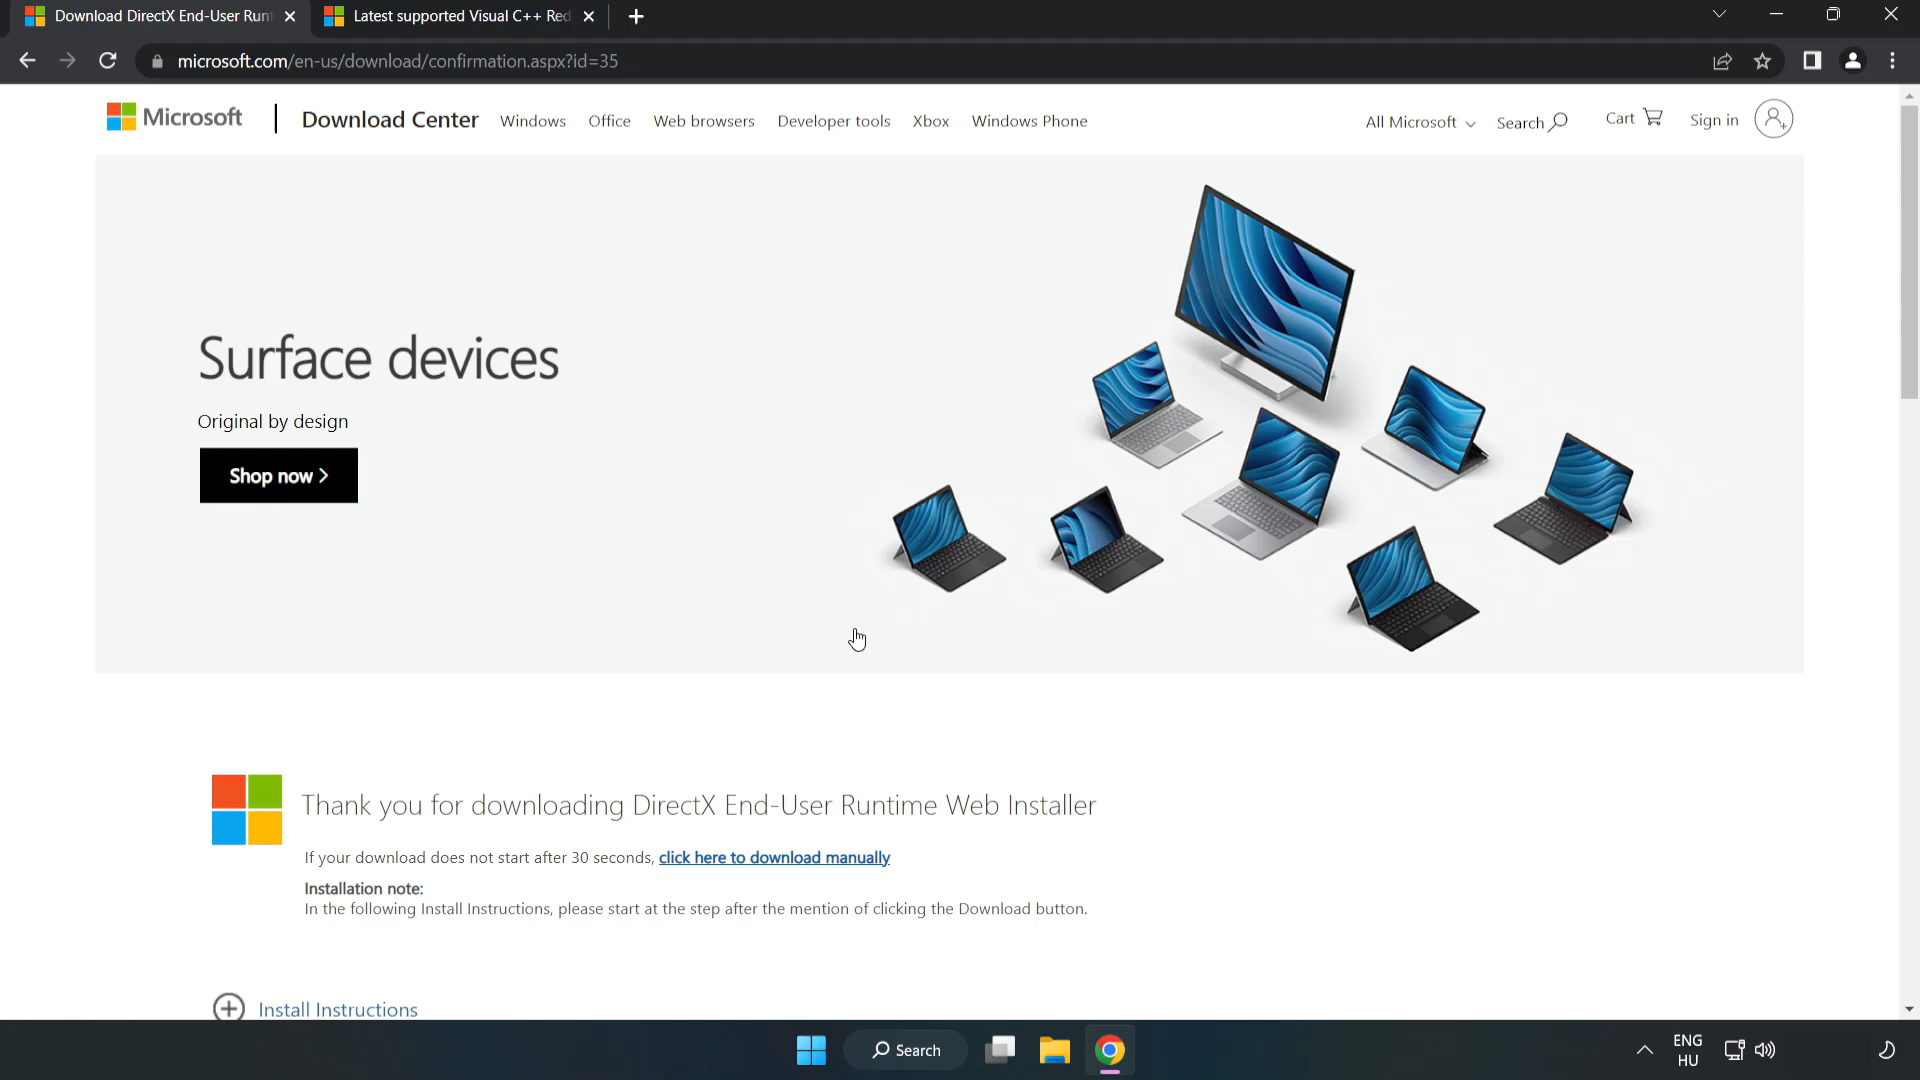 Download DirectX End-User Runt
Latest supported Visual C++ Red
microsoft.com/en-us/download/confirmation.aspx?id=35
Microsoft
Download Center
Windows
Office
Web browsers
Developer tools
Xbox
Windows Phone
All Microsoft
Search
Cart
Sign in
Surface devices
Original by design
Shop now
Thank you for downloading DirectX End-User Runtime Web Installer
If your download does not start after 30 seconds, click here to download manually
Installation note:
In the following Install Instructions, please start at the step after the mention of clicking the Download button.
Install Instructions
Search
ENG
HU